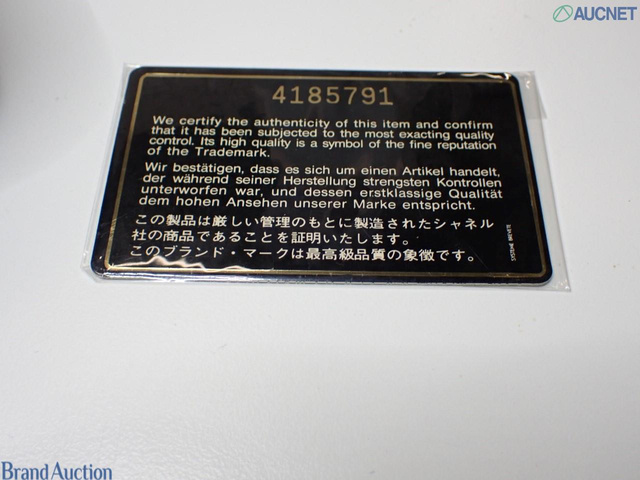 AUCNET
4185791
We certify the authenticity of this item and confirm
that it has been subjected to the most exacting quality
control. Its high quality is a symbol of the fine reputation
of the Trademark.
Wir bestätigen, dass es sich um einen Artikel handelt,
der während seiner Herstellung strengsten Kontrollen
unterworfen war, und dessen erstklassige Qualität
dem hohen Ansehen unserer Marke entspricht.
この製品は厳しい管理のもとに製造されたシャネル
社の商品であることを証明いたします。
このブランド・マークは最高級品質の象徴です。
SYSTEME BREVETE
Brand Auction